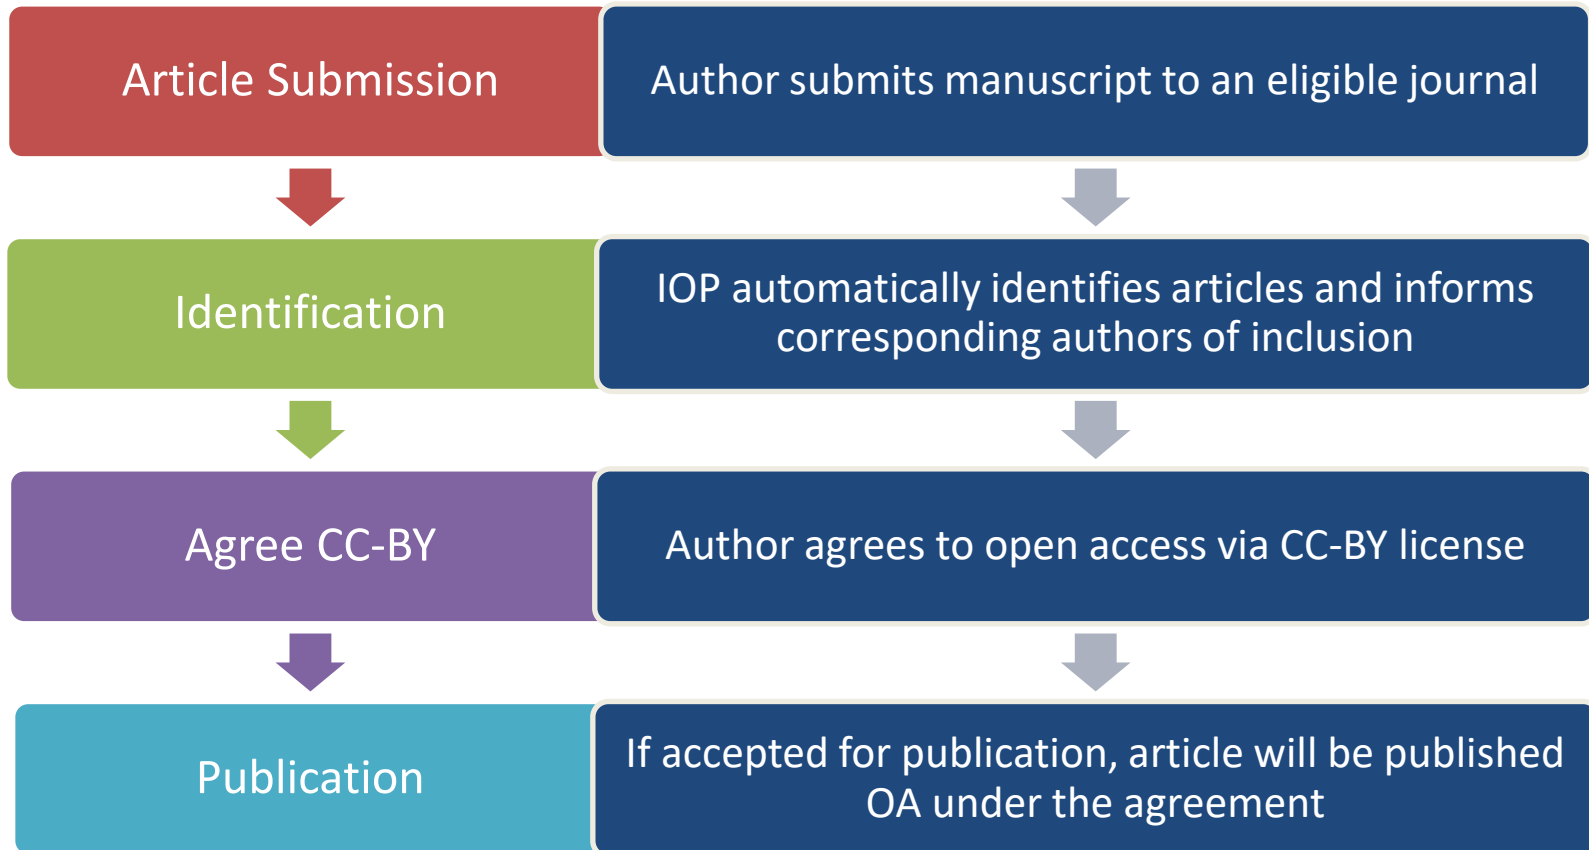 Article Submission
Author submits manuscript to an eligible journal
Identification
IOP automatically identifies articles and informs
corresponding authors of inclusion
Agree CC-BY
Author agrees to open access via CC-BY license
Publication
If accepted for publication, article will be published
OA under the agreement